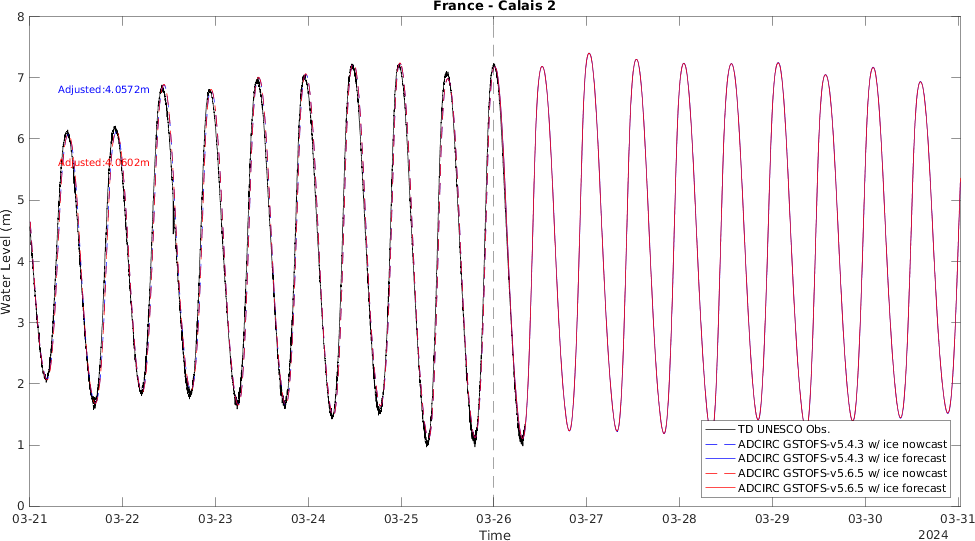 France - Calais 2
8
7
6
5
4
3
2
1
0
Water Level (m)
Adjusted:4.0572m
Adjusted:4.0602m
TD UNESCO Obs.
ADCIRC GSTOFS-v5.4.3 w/ ice nowcast
ADCIRC GSTOFS-v5.4.3 w/ ice forecast
ADCIRC GSTOFS-v5.6.5 w/ ice nowcast
ADCIRC GSTOFS-v5.6.5 w/ ice forecast
03-21 03-22 03-23 03-24 03-25 03-26 03-27 03-28 03-29 03-30 03-31
Time
2024